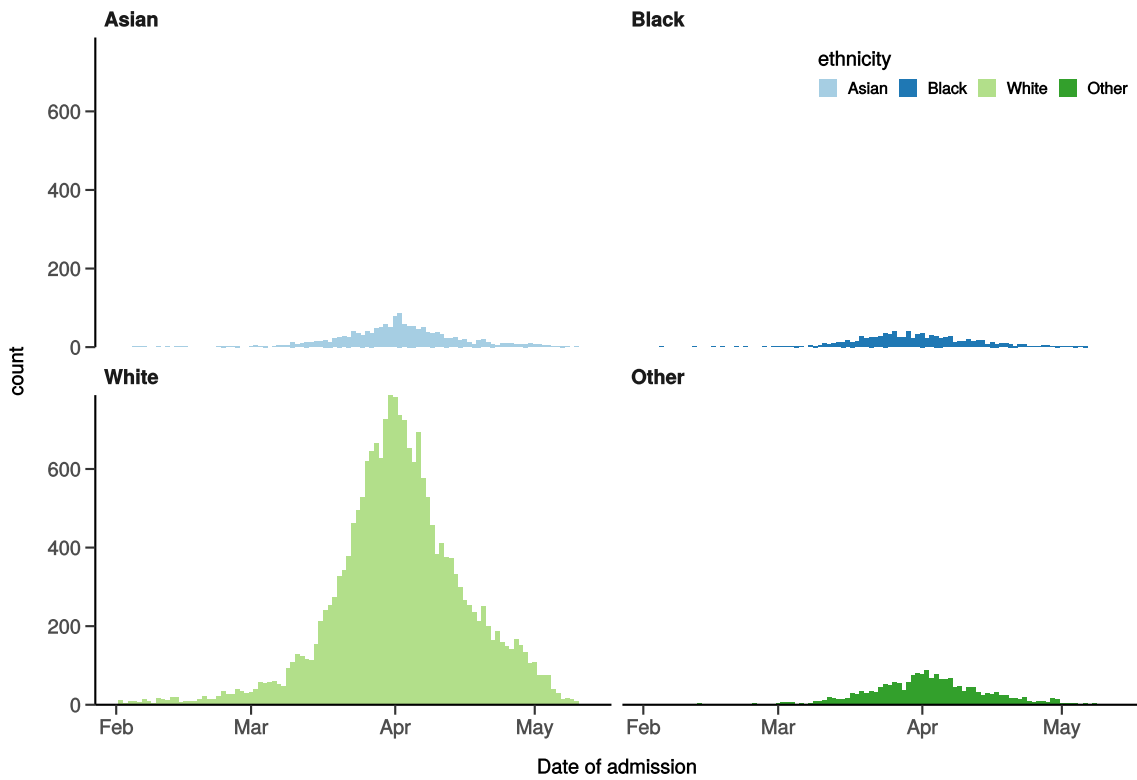 Asian
Black
ethnicity
Asian Black White Other
600
400
200
0
count
White
Other
600
400
200
0
Feb Mar Apr May
Feb Mar Apr May
Date of admission